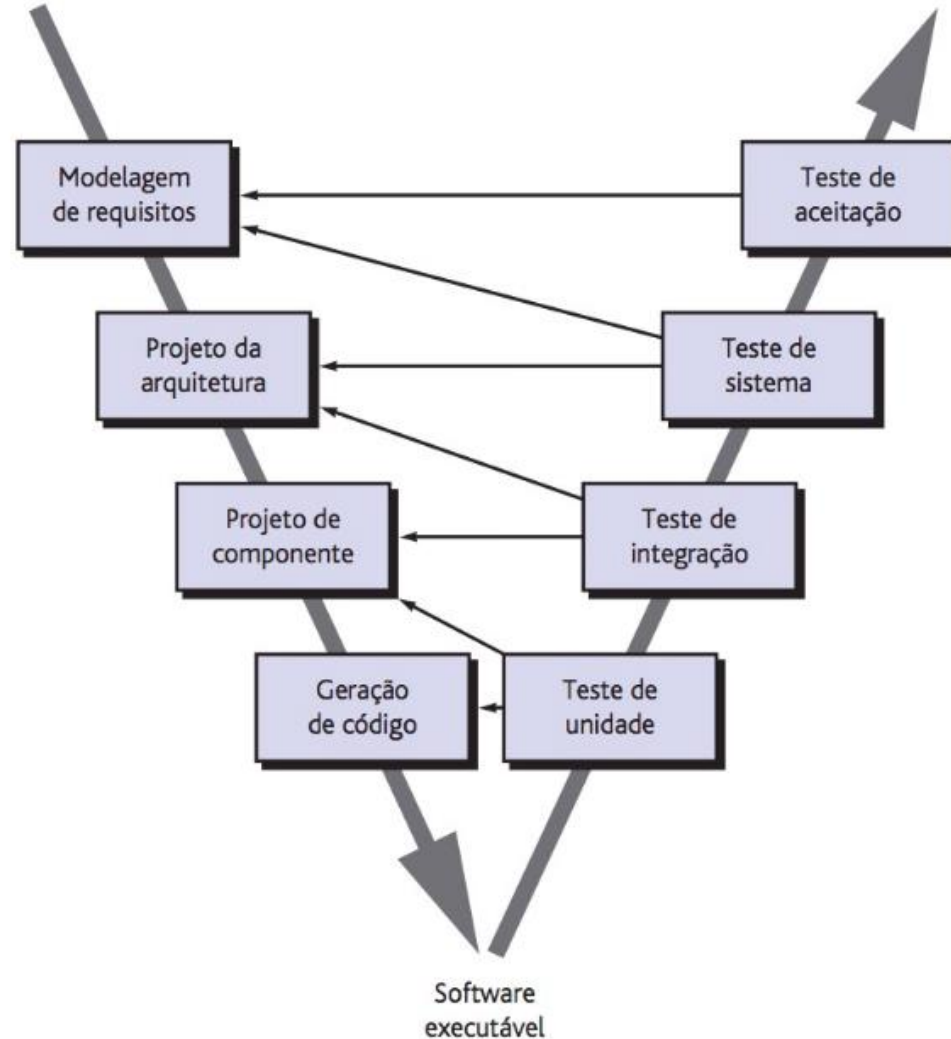 Modelagem
de requisitos
Teste de
aceitação
Projeto da
arquitetura
Teste de
sistema
Projeto de
componente
Teste de
integração
Geração
de código
Teste de
unidade
Software
executável